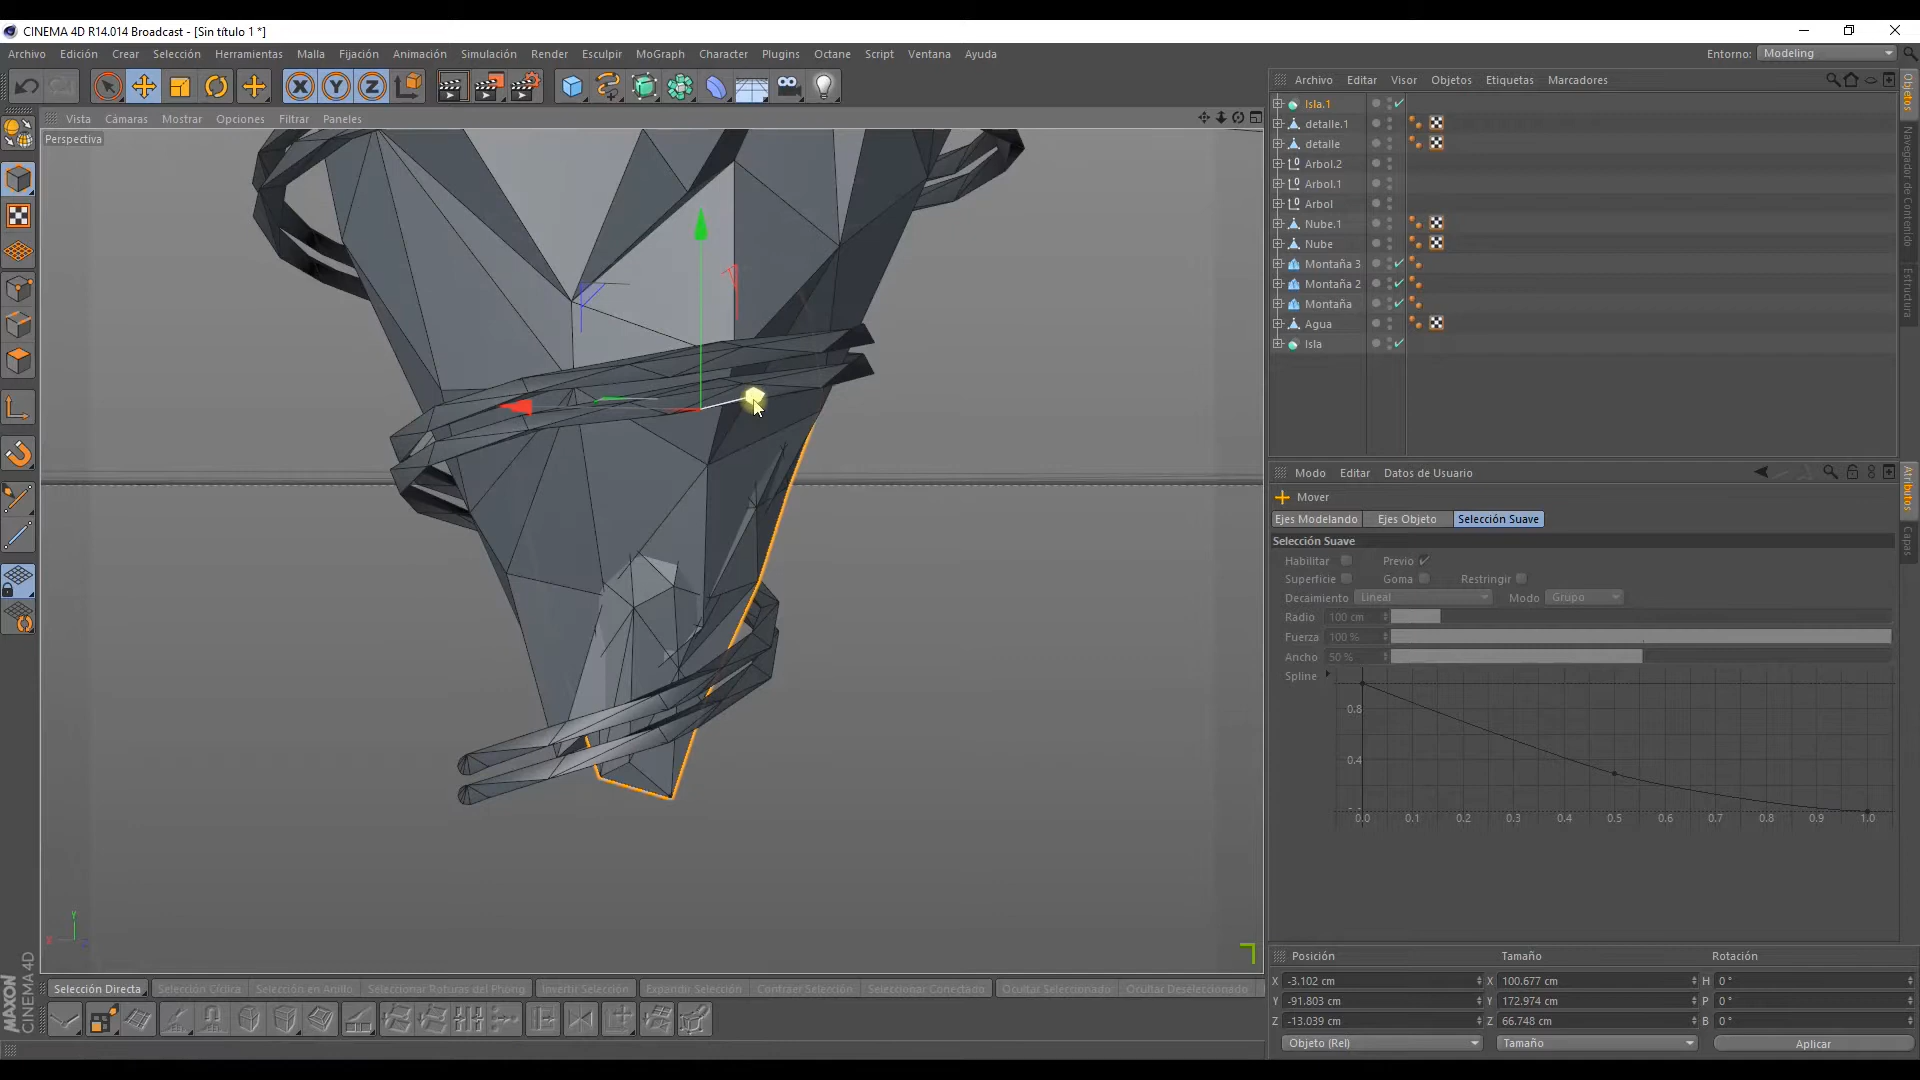 CINEMA 4D R14.014 Broadcast - [Sin título 1 *]
Archivo Edición Crear Selección Herramientas Malla Fijación Animación Simulación Render Esculpir MoGraph Character Plugins Octane Script Ventana Ayuda
Entorno: Modeling
X Y Z
Vista Cámaras Mostrar Opciones Filtrar Paneles
Perspectiva
Archivo Editar Visor Objetos Etiquetas Marcadores
Isla.1
detalle.1
detalle
Arbol.2
Arbol.1
Arbol
Nube.1
Nube
Montaña 3
Montaña 2
Montaña
Agua
Isla
Objetos
Navegador de Contenido
Estructura
Modo Editar Datos de Usuario
Mover
Ejes Modelando Ejes Objeto Selección Suave
Selección Suave
Habilitar Previo
Superficie Goma Restringir
Decaimiento Lineal Modo Grupo
Radio 100 cm
Fuerza 100 %
Ancho 50 %
Spline
0.8
0.4
0.0 0.1 0.2 0.3 0.4 0.5 0.6 0.7 0.8 0.9 1.0
Atributos
Capas
Y
X Z
MAXON
CINEMA 4D
Selección Directa Selección Cíclica Selección en Anillo Seleccionar Roturas del Phong Invertir Selección Expandir Selección Contraer Selección Seleccionar Conectado Ocultar Seleccionado Ocultar Deseleccionado
Posición Tamaño Rotación
X -3.102 cm X 100.677 cm H 0 °
Y -91.803 cm Y 172.974 cm P 0 °
Z -13.039 cm Z 66.748 cm B 0 °
Objeto (Rel) Tamaño Aplicar